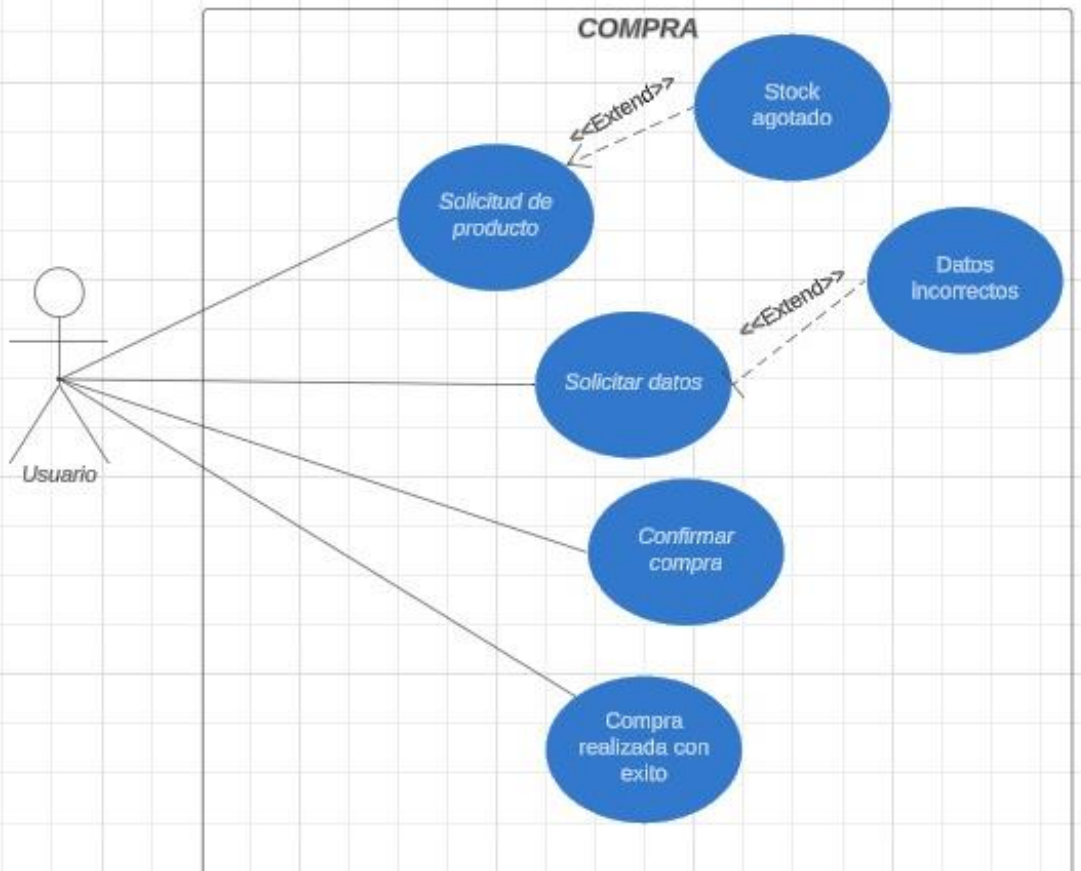 COMPRA
Stock
agotado
<<Extend>>
Solicitud de
producto
Datos
incorrectos
<<Extend>>
Solicitar datos
Usuario
Confirmar
compra
Compra
realizada con
exito